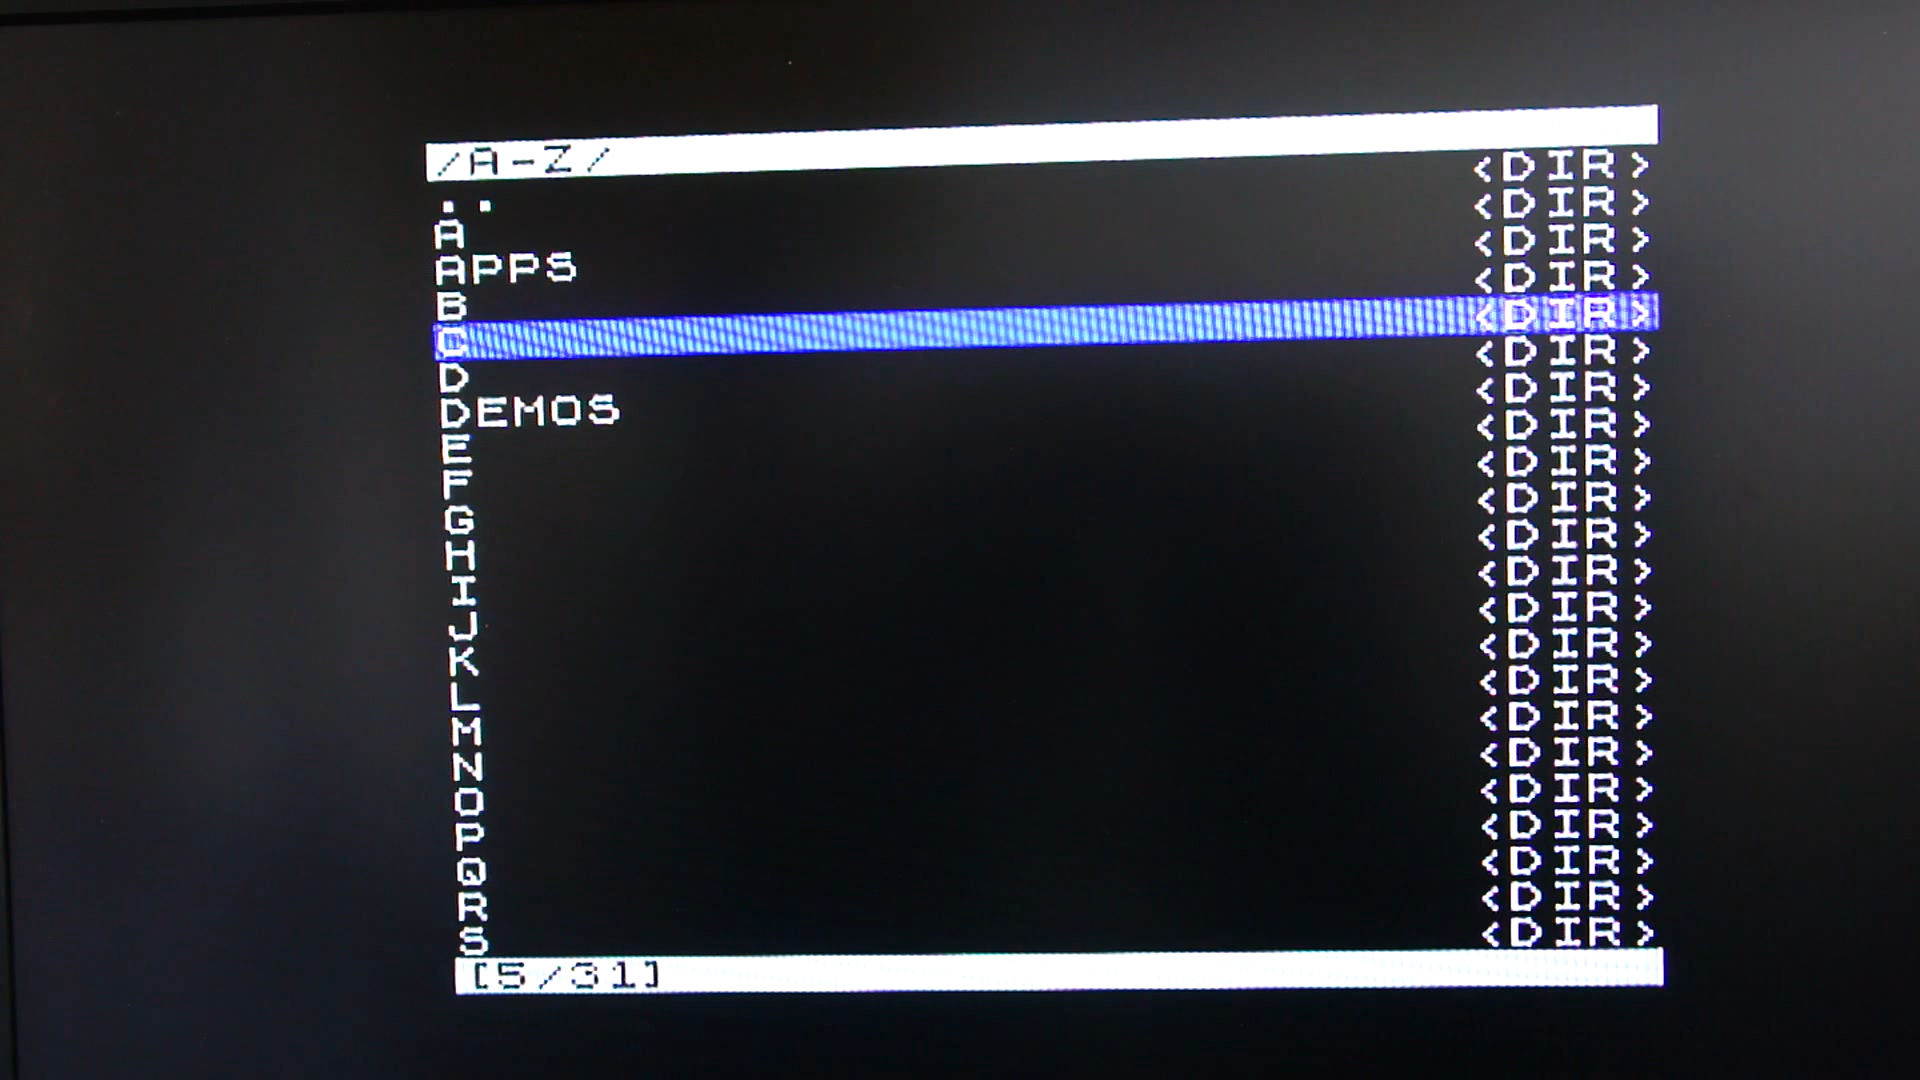 /A-Z/
.. <DIR>
A <DIR>
APPS <DIR>
B <DIR>
C <DIR>
D <DIR>
DEMOS <DIR>
E <DIR>
F <DIR>
G <DIR>
H <DIR>
I <DIR>
J <DIR>
K <DIR>
L <DIR>
M <DIR>
N <DIR>
O <DIR>
P <DIR>
Q <DIR>
R <DIR>
S <DIR>
[5/31]